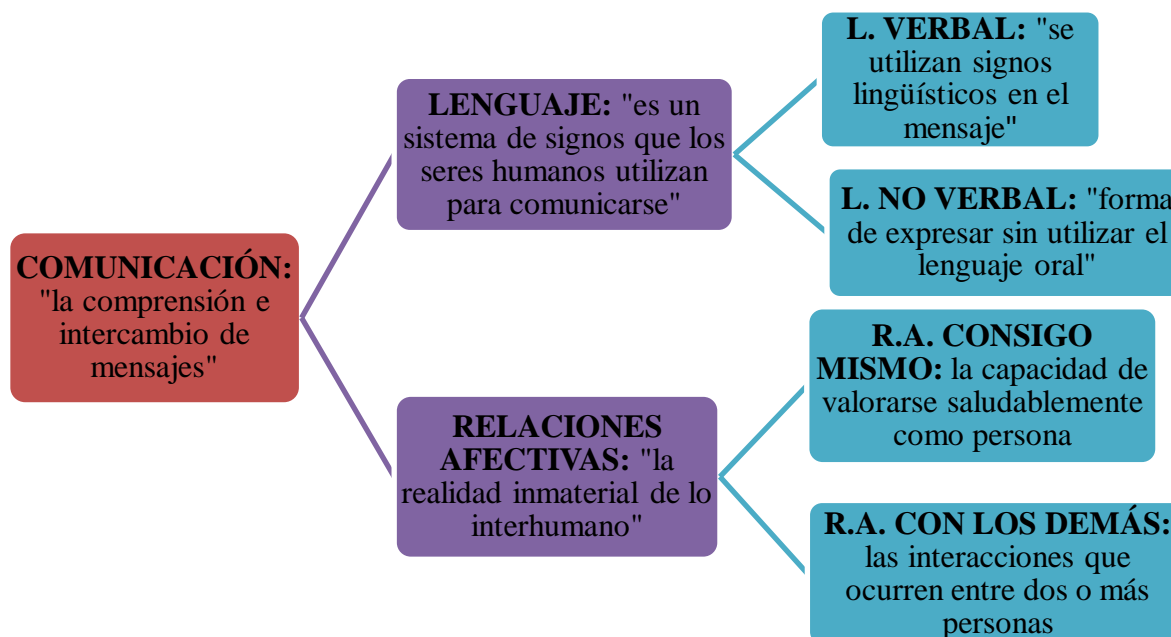 COMUNICACIÓN:
"la comprensión e
intercambio de
mensajes"
LENGUAJE: "es un
sistema de signos que los
seres humanos utilizan
para comunicarse"
L. VERBAL: "se
utilizan signos
lingüísticos en el
mensaje"
L. NO VERBAL: "forma
de expresar sin utilizar el
lenguaje oral"
RELACIONES
AFECTIVAS: "la
realidad inmaterial de lo
interhumano"
R.A. CONSIGO
MISMO: la capacidad de
valorarse saludablemente
como persona
R.A. CON LOS DEMÁS:
las interacciones que
ocurren entre dos o más
personas